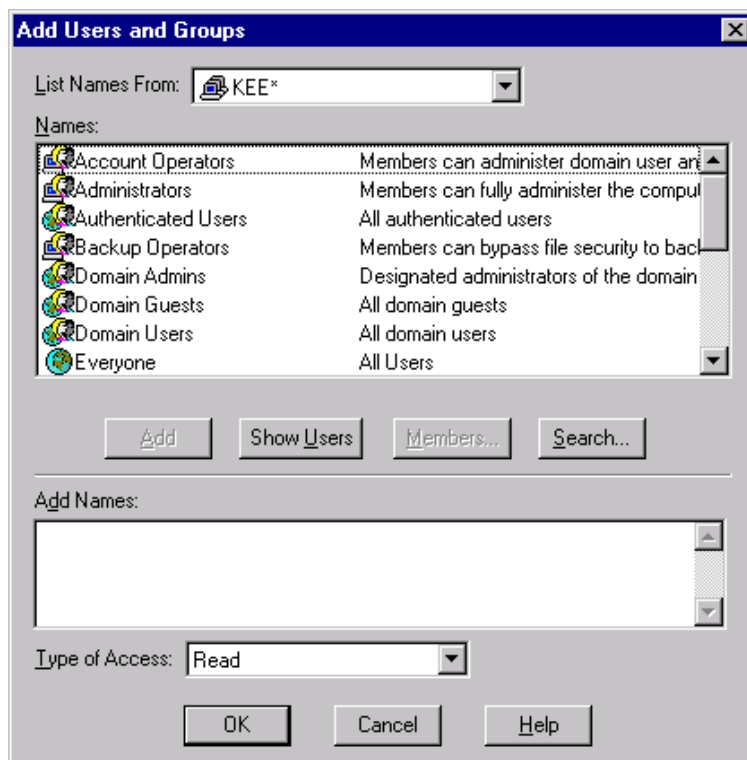 Add Users and Groups
List Names From: KEE*
Names:
Account Operators Members can administer domain user an
Administrators Members can fully administer the comput
Authenticated Users All authenticated users
Backup Operators Members can bypass file security to bac
Domain Admins Designated administrators of the domain
Domain Guests All domain guests
Domain Users All domain users
Everyone All Users
Add Show Users Members... Search...
Add Names:
Type of Access: Read
OK Cancel Help